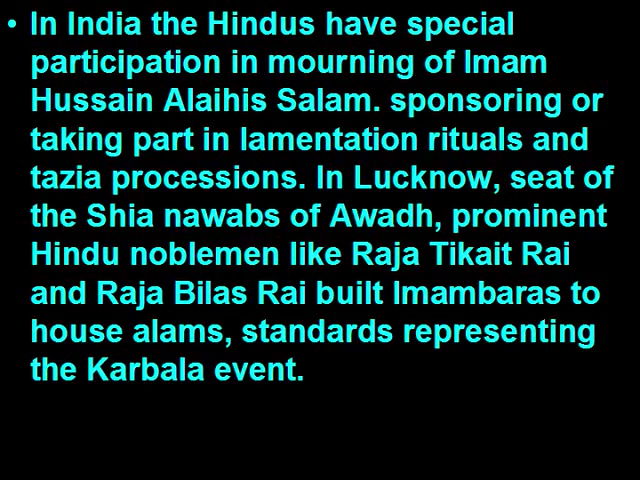 • In India the Hindus have special
participation in mourning of Imam
Hussain Alaihis Salam. sponsoring or
taking part in lamentation rituals and
tazia processions. In Lucknow, seat of
the Shia nawabs of Awadh, prominent
Hindu noblemen like Raja Tikait Rai
and Raja Bilas Rai built Imambaras to
house alams, standards representing
the Karbala event.